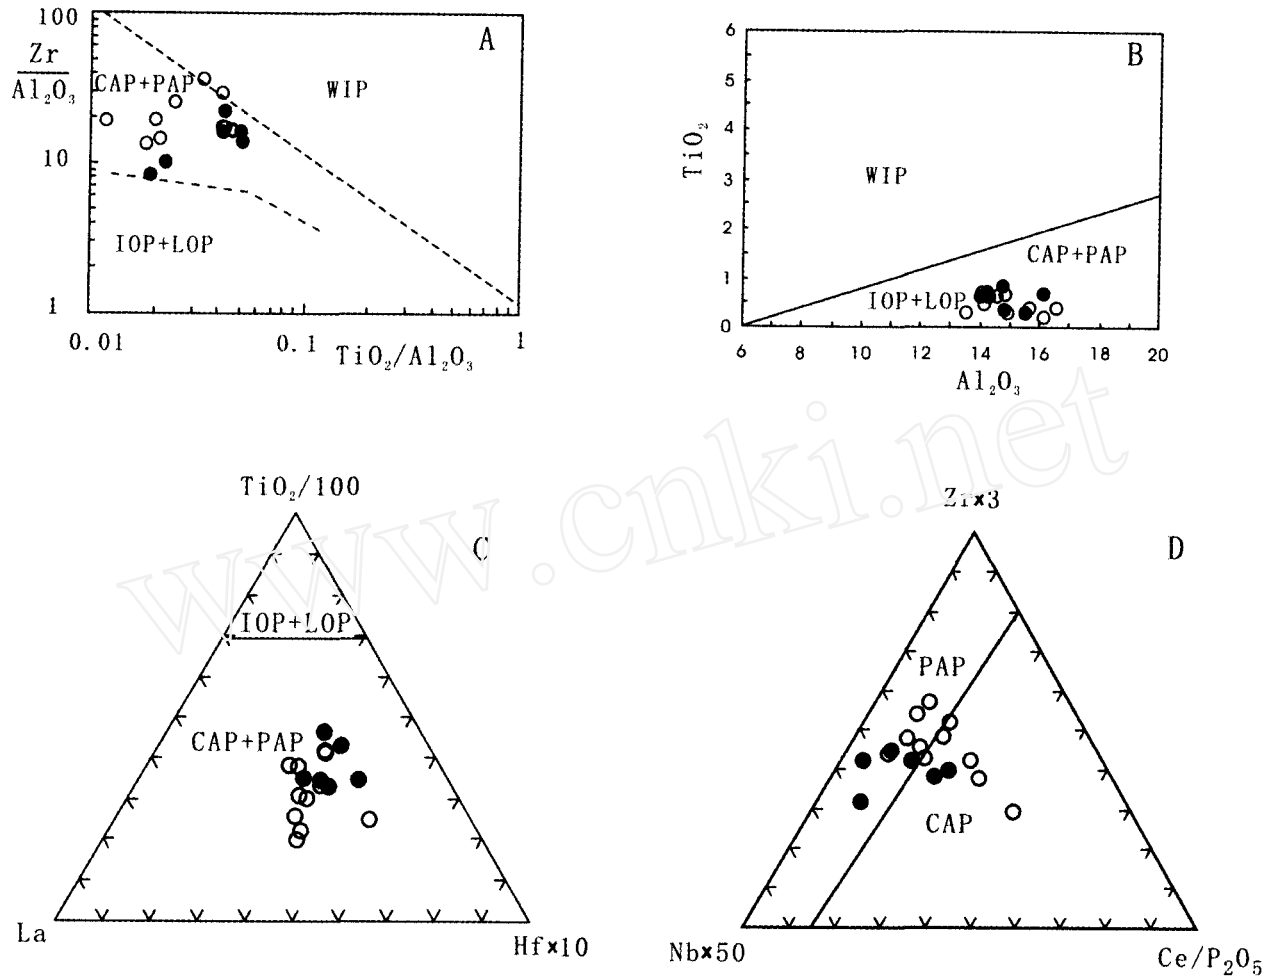 100
Zr
Al₂O₃
10
1
CAP+PAP
WIP
A
IOP+LOP
0.01
0.1
1
TiO₂/Al₂O₃
6
5
4
3
2
1
0
TiO₂
B
WIP
CAP+PAP
IOP+LOP
6 8 10 12 14 16 18 20
Al₂O₃
www.cnki.net
TiO₂/100
C
IOP+LOP
CAP+PAP
La
Hf×10
Zr×3
D
PAP
CAP
Nb×50
Ce/P₂O₅